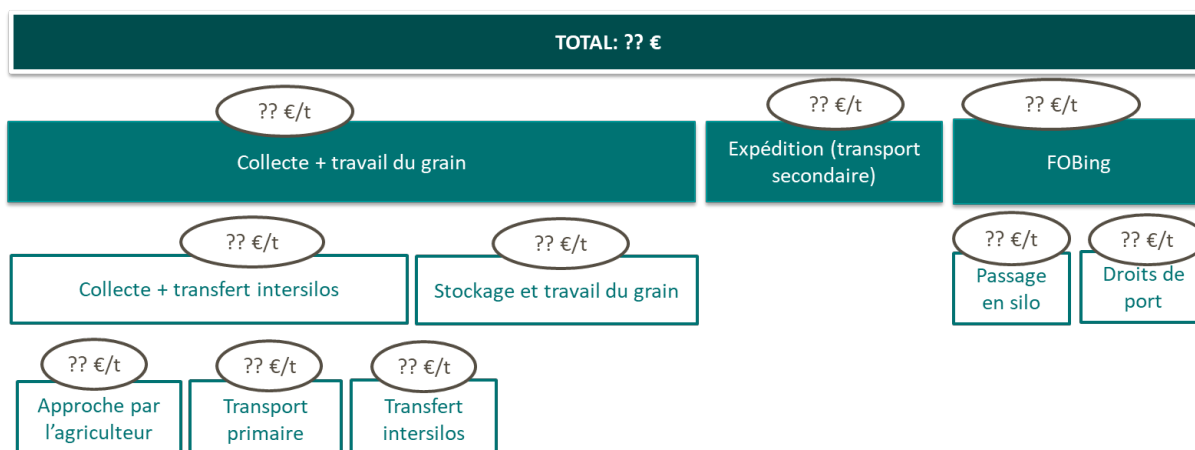 TOTAL: ?? €
?? €/t
?? €/t
?? €/t
Collecte + travail du grain
Expédition (transport
secondaire)
FOBing
?? €/t
?? €/t
?? €/t
?? €/t
Collecte + transfert intersilos
Stockage et travail du grain
Passage
en silo
Droits de
port
?? €/t
?? €/t
?? €/t
Approche par
l'agriculteur
Transport
primaire
Transfert
intersilos